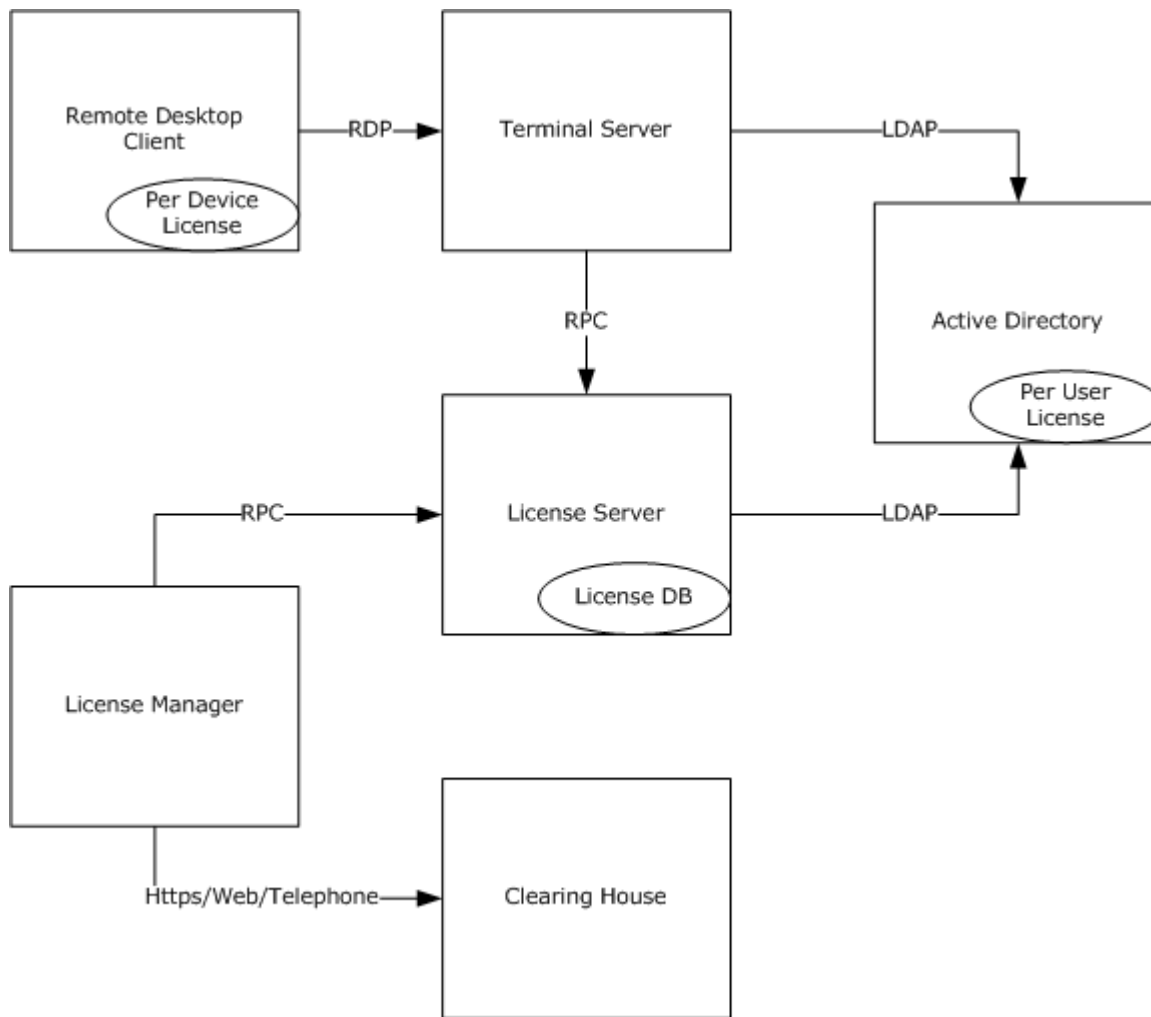 Remote Desktop
Client
Per Device
License
RDP
Terminal Server
LDAP
RPC
Active Directory
Per User
License
RPC
License Server
License DB
LDAP
License Manager
Https/Web/Telephone
Clearing House